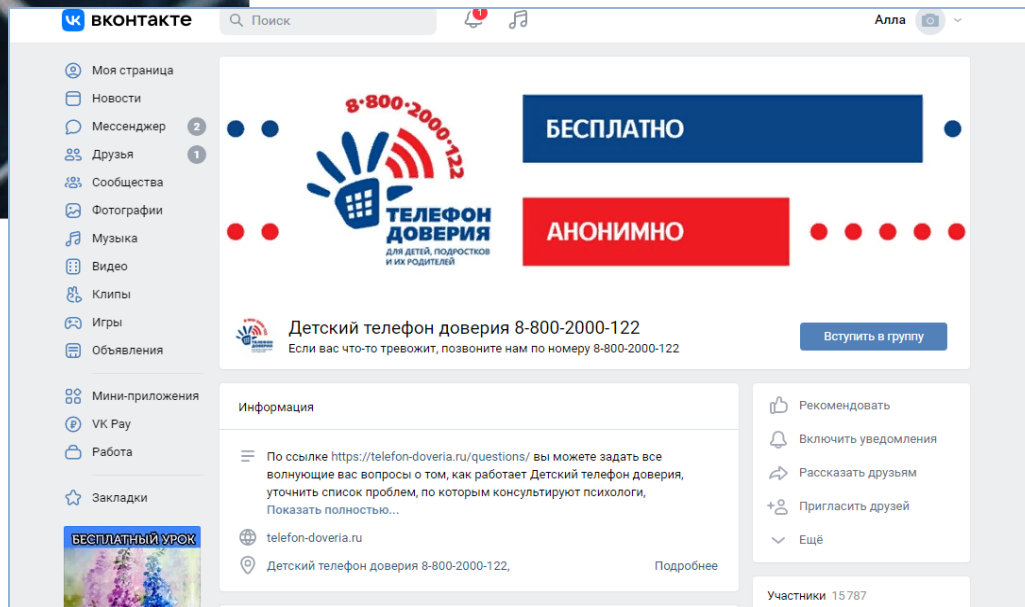 вконтакте
Поиск
1
Алла
Моя страница
Новости
Мессенджер 2
Друзья 1
Сообщества
Фотографии
Музыка
Видео
Клипы
Игры
Объявления
Мини-приложения
VK Pay
Работа
Закладки
БЕСПЛАТНЫЙ УРОК
8-800-2000-122
ТЕЛЕФОН
ДОВЕРИЯ
ДЛЯ ДЕТЕЙ, ПОДРОСТКОВ
И ИХ РОДИТЕЛЕЙ
БЕСПЛАТНО
АНОНИМНО
Детский телефон доверия 8-800-2000-122
Если вас что-то тревожит, позвоните нам по номеру 8-800-2000-122
Вступить в группу
Информация
По ссылке https://telefon-doveria.ru/questions/ вы можете задать все
волнующие вас вопросы о том, как работает Детский телефон доверия,
уточнить список проблем, по которым консультируют психологи,
Показать полностью...
telefon-doveria.ru
Детский телефон доверия 8-800-2000-122,
Подробнее
Рекомендовать
Включить уведомления
Рассказать друзьям
Пригласить друзей
Ещё
Участники 15 787